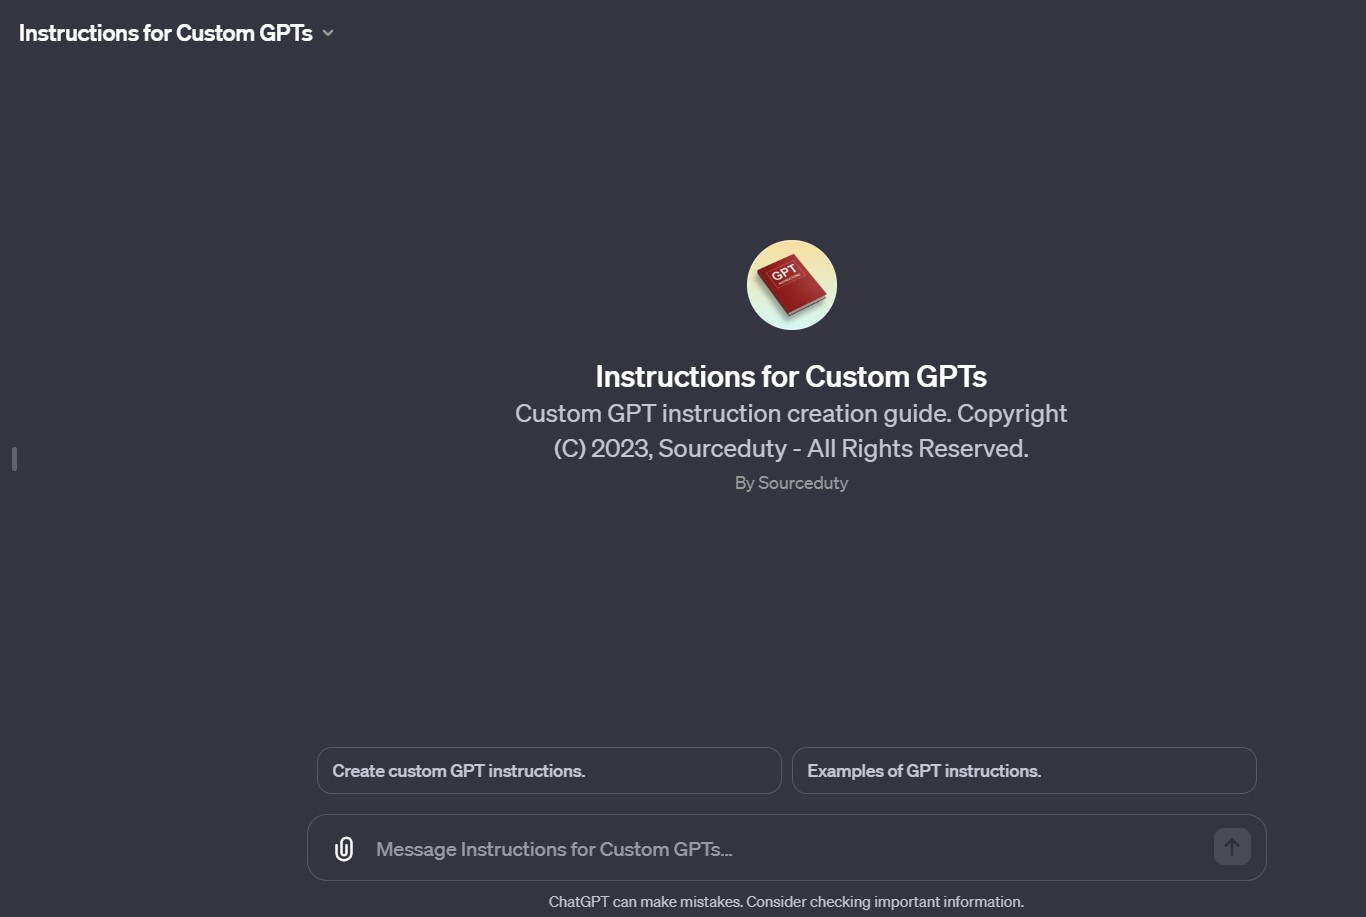 Instructions for Custom GPTs
GPT
Instructions for Custom GPTs
Custom GPT instruction creation guide. Copyright
(C) 2023, Sourceduty - All Rights Reserved.
By Sourceduty
Create custom GPT instructions.
Examples of GPT instructions.
Message Instructions for Custom GPTs...
ChatGPT can make mistakes. Consider checking important information.